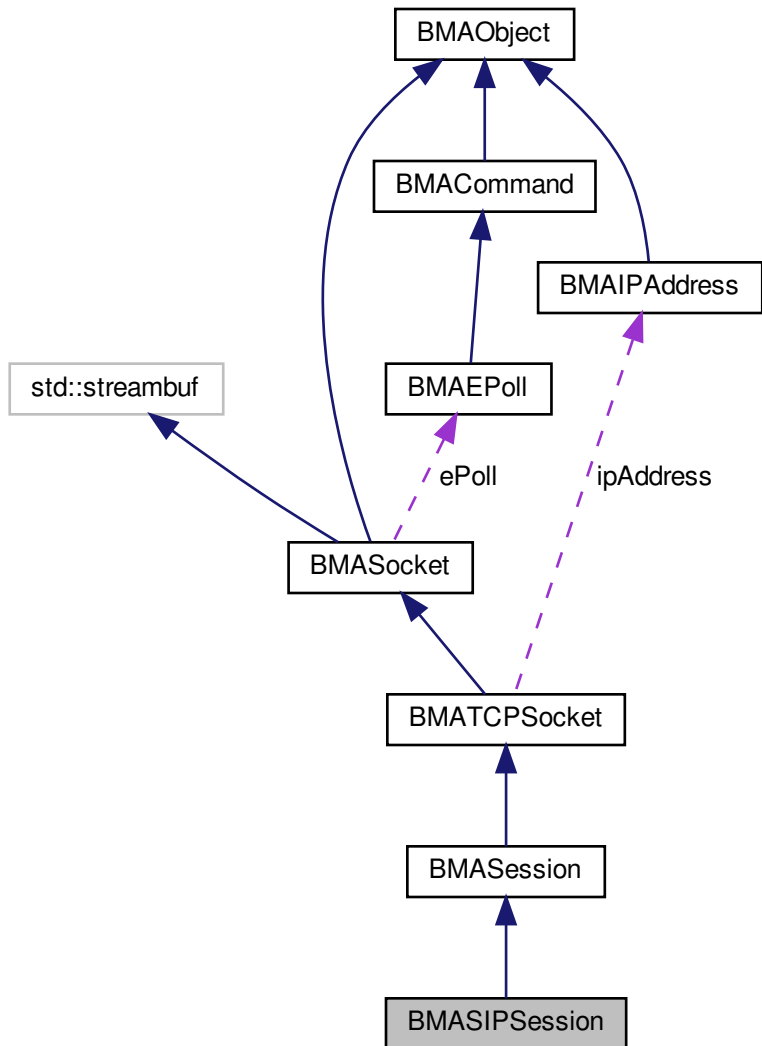 BMAObject
BMACommand
BMAIPAddress
std::streambuf
BMAEPoll
ePoll
ipAddress
BMASocket
BMATCPSocket
BMASession
BMASIPSession